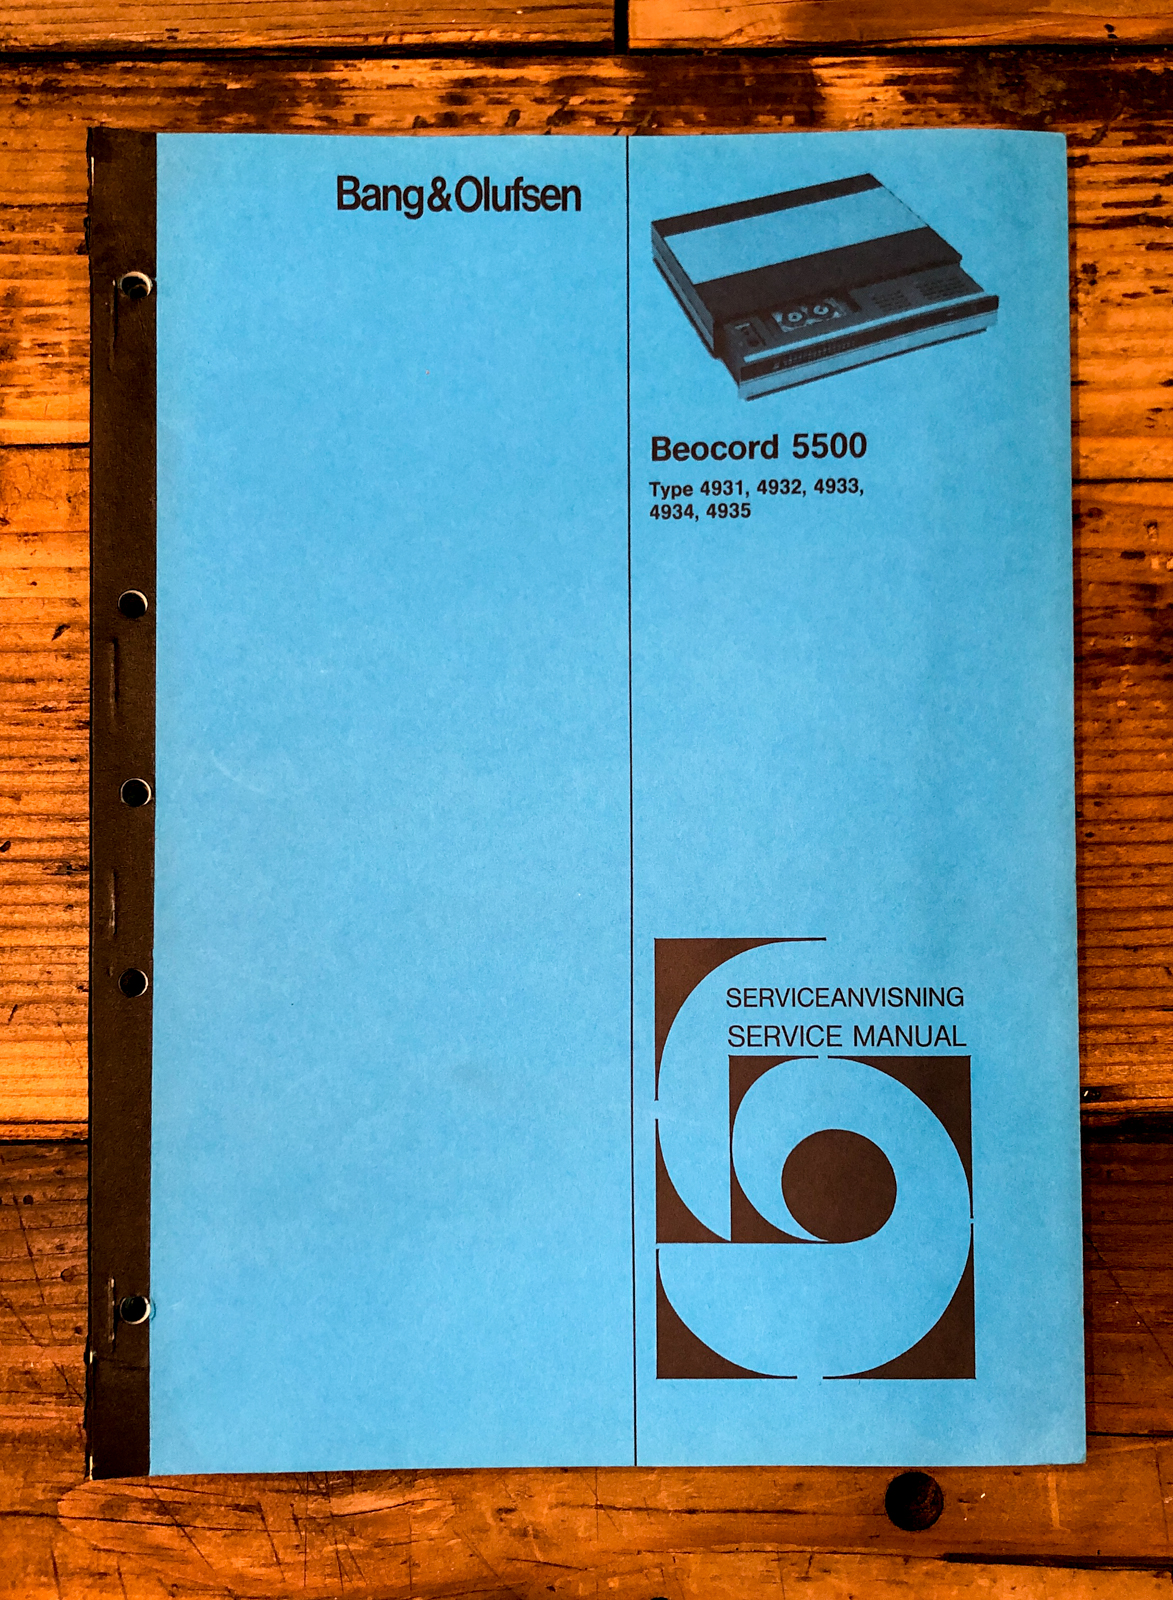 Bang&Olufsen
Beocord 5500
Type 4931, 4932, 4933,
4934, 4935
SERVICEANVISNING
SERVICE MANUAL